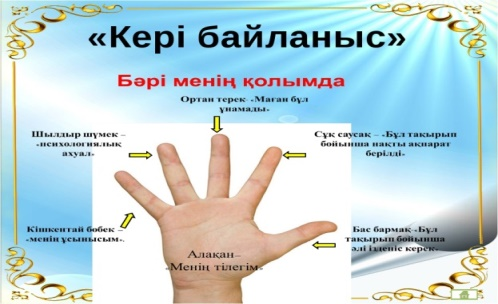 «Кері байланыс»
Бәрі менің қолымда
Ортан терек- «Маған бұл
ұнамады»
Шылдыр шүмек –
«психологиялық
ахуал»
Сұқ саусақ – «Бұл тақырып
бойынша нақты ақпарат
берілді»
Кішкентай бөбек –
«менің ұсынысым».
Бас бармақ-«Бұл
тақырып бойынша
әлі ізденіс керек»
Алақан–
«Менің тілегім»